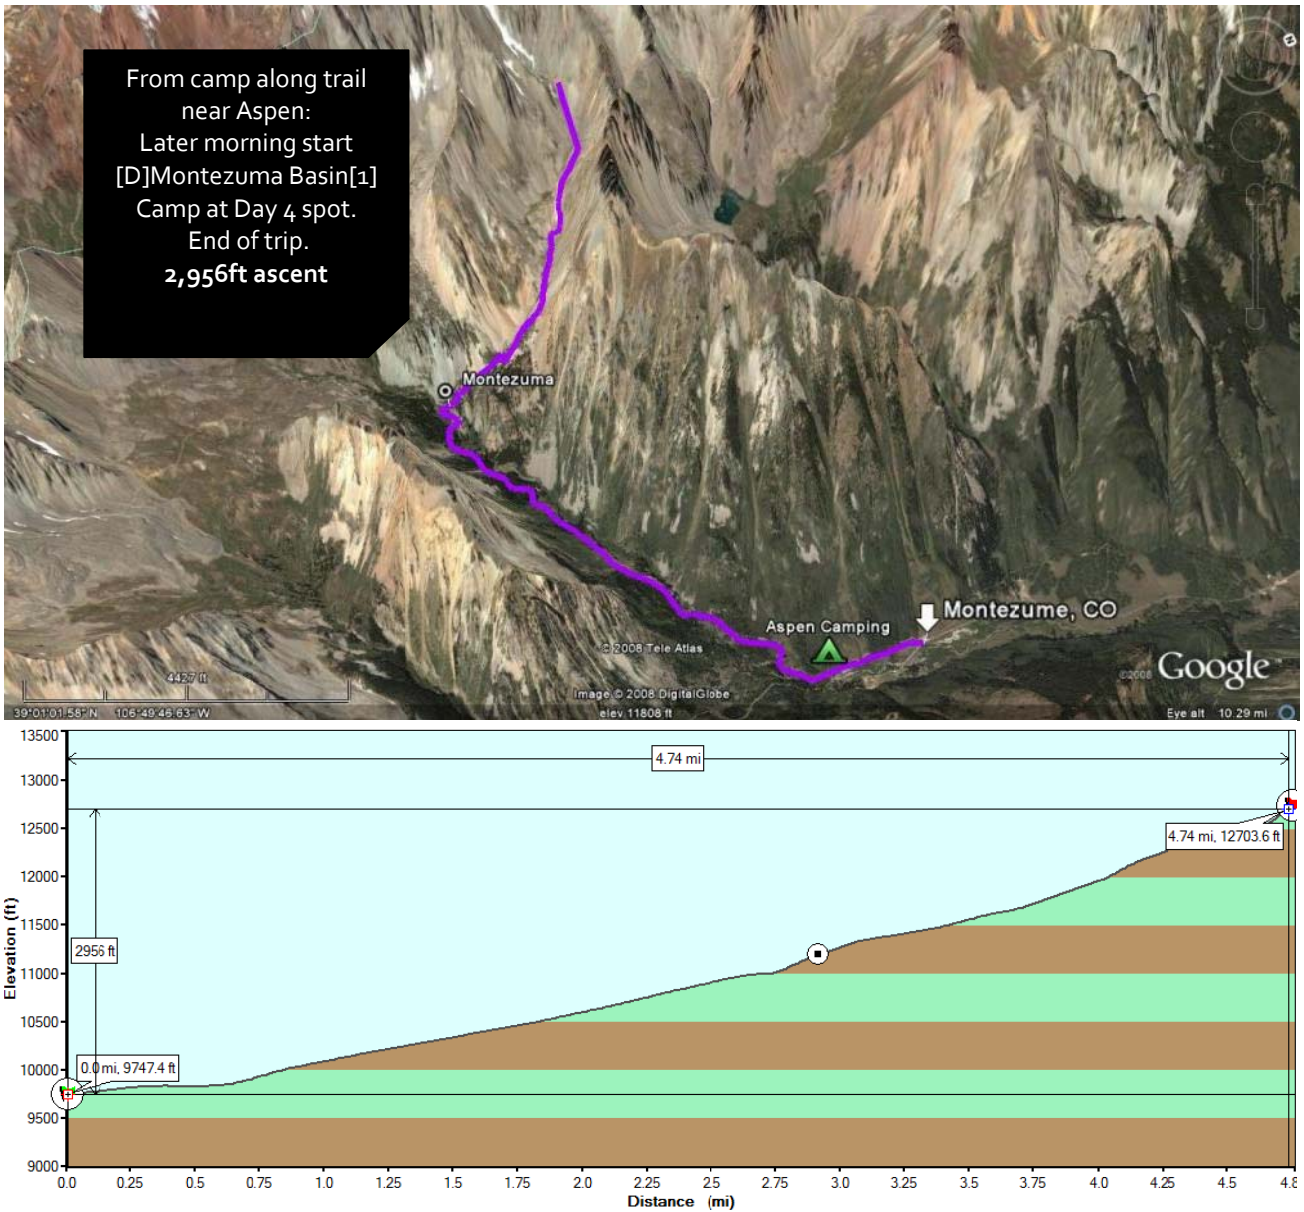 From camp along trail
near Aspen:
Later morning start
[D]Montezuma Basin[1]
Camp at Day 4 spot.
End of trip.
2,956ft ascent
N
Montezuma
Montezume, CO
Aspen Camping
© 2008 Tele Atlas
©2008 Google
4427 ft
Image © 2008 DigitalGlobe
39°01'01.58" N 106°49'46.63" W
elev 11808 ft
Eye alt 10.29 mi
13500
4.74 mi
13000
12500
4.74 mi, 12703.6 ft
12000
11500
2956 ft
11000
10500
10000
0.0 mi, 9747.4 ft
9500
9000
Elevation (ft)
0.0 0.25 0.5 0.75 1.0 1.25 1.5 1.75 2.0 2.25 2.5 2.75 3.0 3.25 3.5 3.75 4.0 4.25 4.5 4.8
Distance (mi)